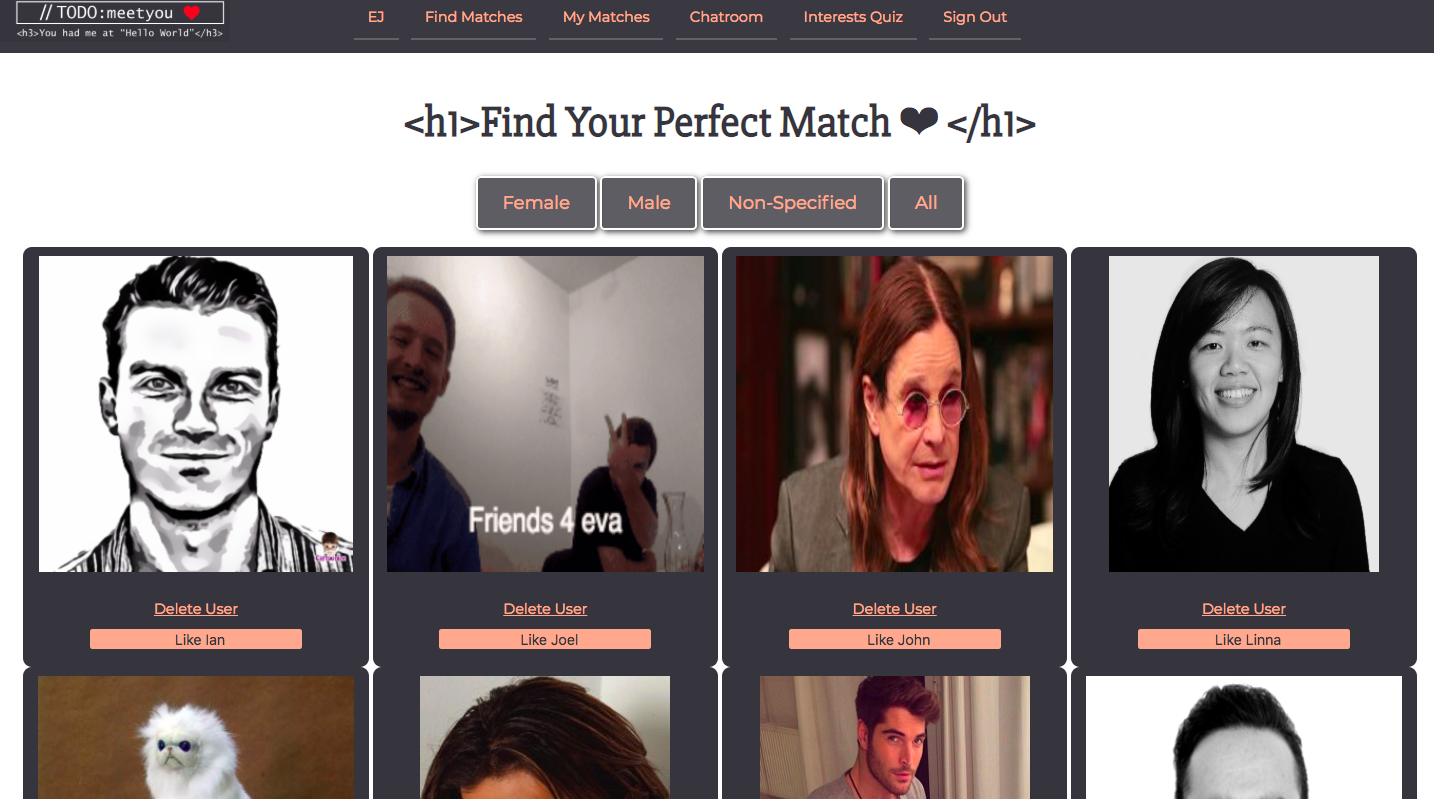 // TODO:meetyou ❤
<h3>You had me at "Hello World"</h3>
EJ
Find Matches
My Matches
Chatroom
Interests Quiz
Sign Out
<h1>Find Your Perfect Match ❤ </h1>
Female
Male
Non-Specified
All
Friends 4 eva
Delete User
Delete User
Delete User
Delete User
Like Ian
Like Joel
Like John
Like Linna